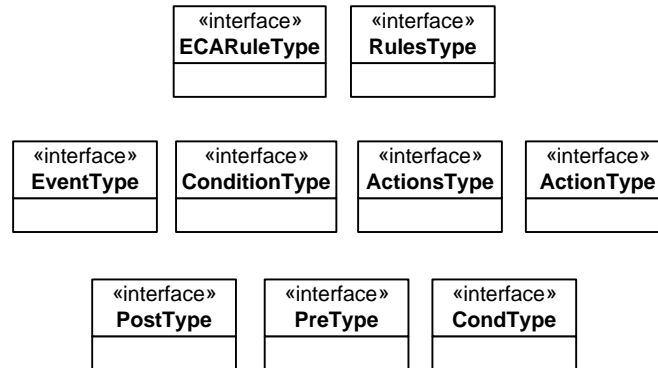 «interface»
ECARuleType
«interface»
RulesType
«interface»
EventType
«interface»
ConditionType
«interface»
ActionsType
«interface»
ActionType
«interface»
PostType
«interface»
PreType
«interface»
CondType